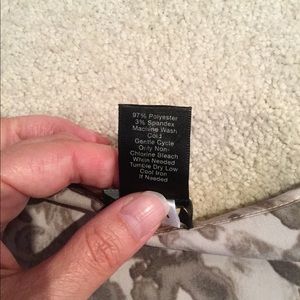 97% Polyester
3% Spandex
Machine Wash
Cold
Gentle Cycle
Only Non-
Chlorine Bleach
When Needed
Tumble Dry Low
Cool Iron
If Needed